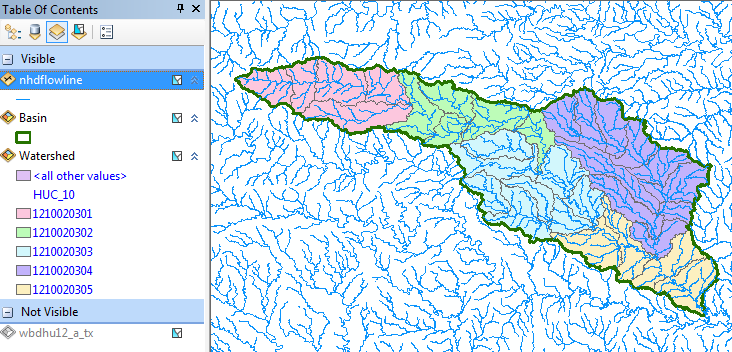 Table Of Contents
Visible
nhdflowline
Basin
Watershed
<all other values>
HUC_10
1210020301
1210020302
1210020303
1210020304
1210020305
Not Visible
wbdhu12_a_tx